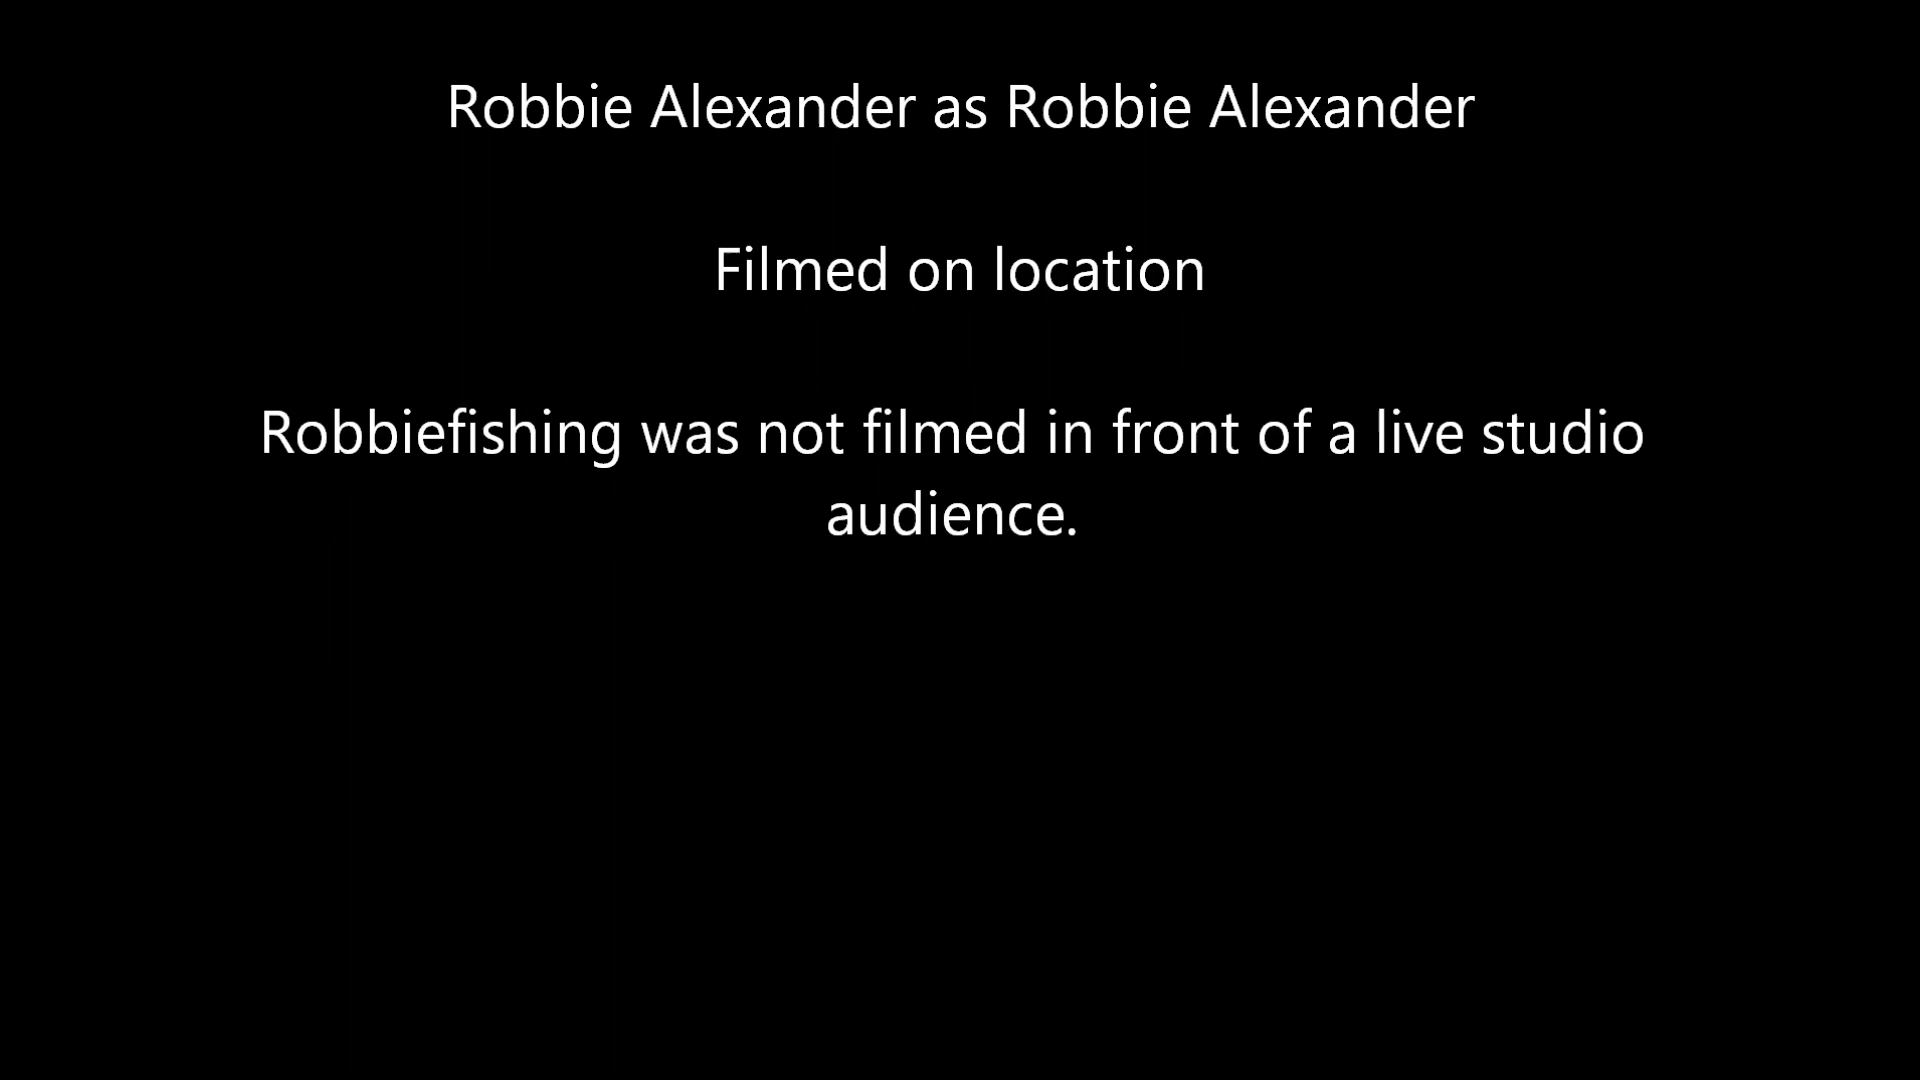 Robbie Alexander as Robbie Alexander
Filmed on location
Robbiefishing was not filmed in front of a live studio
audience.